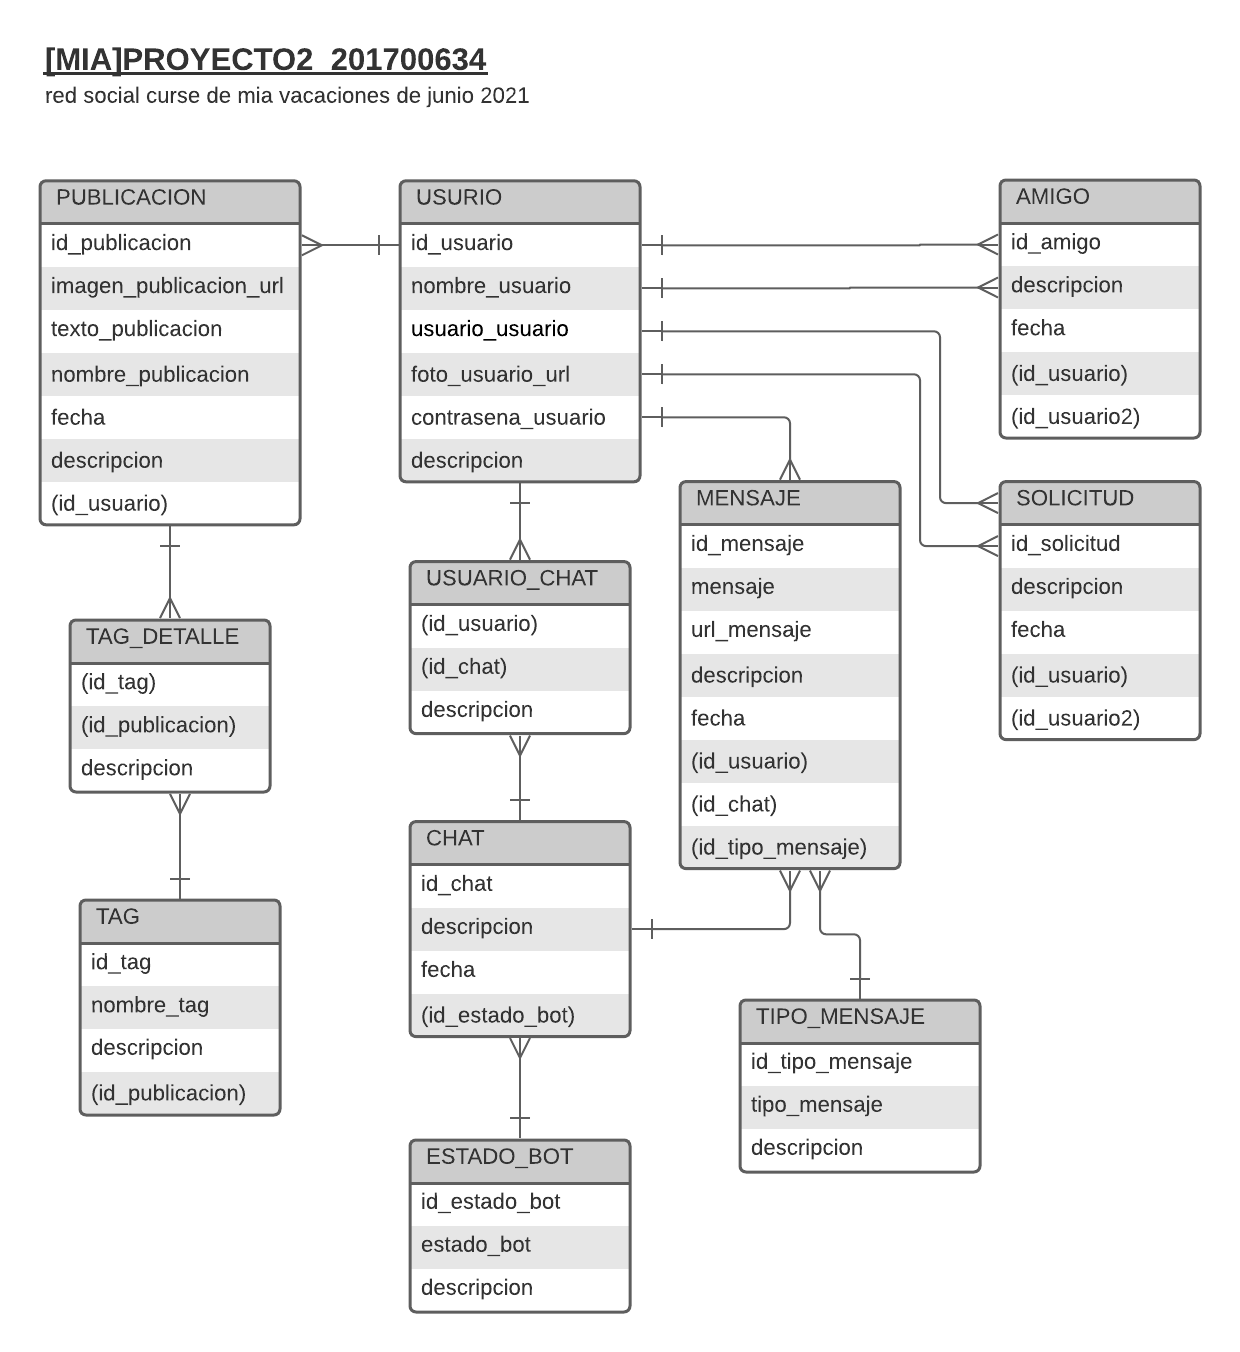 [MIA]PROYECTO2_201700634
red social curse de mia vacaciones de junio 2021
PUBLICACION
id_publicacion
imagen_publicacion_url
texto_publicacion
nombre_publicacion
fecha
descripcion
(id_usuario)
USURIO
id_usuario
nombre_usuario
usuario_usuario
foto_usuario_url
contrasena_usuario
descripcion
AMIGO
id_amigo
descripcion
fecha
(id_usuario)
(id_usuario2)
MENSAJE
id_mensaje
mensaje
url_mensaje
descripcion
fecha
(id_usuario)
(id_chat)
(id_tipo_mensaje)
SOLICITUD
id_solicitud
descripcion
fecha
(id_usuario)
(id_usuario2)
TAG_DETALLE
(id_tag)
(id_publicacion)
descripcion
USUARIO_CHAT
(id_usuario)
(id_chat)
descripcion
TAG
id_tag
nombre_tag
descripcion
(id_publicacion)
CHAT
id_chat
descripcion
fecha
(id_estado_bot)
TIPO_MENSAJE
id_tipo_mensaje
tipo_mensaje
descripcion
ESTADO_BOT
id_estado_bot
estado_bot
descripcion